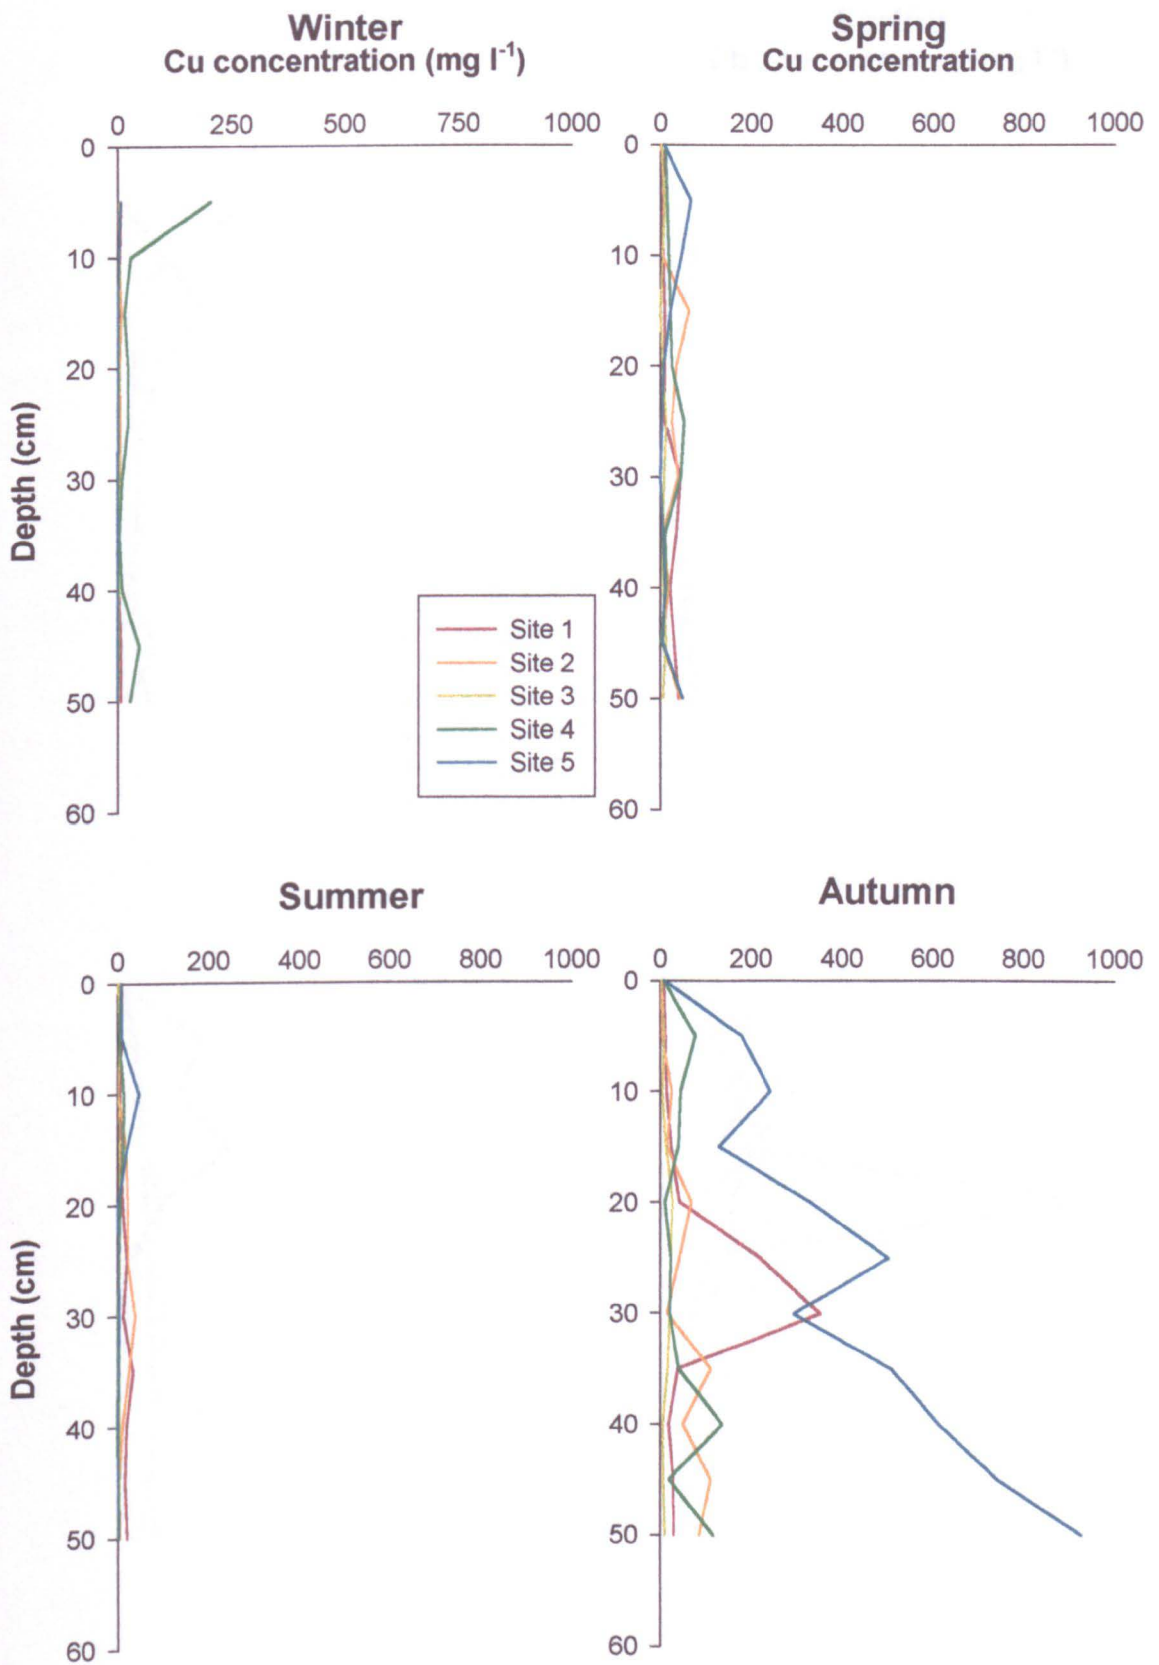 Winter
Cu concentration (mg l⁻¹)
0 250 500 750 1000
0
10
20
30
40
50
60
Depth (cm)
Site 1
Site 2
Site 3
Site 4
Site 5
Spring
Cu concentration
0 200 400 600 800 1000
0
10
20
30
40
50
60
Summer
0 200 400 600 800 1000
0
10
20
30
40
50
60
Depth (cm)
Autumn
0 200 400 600 800 1000
0
10
20
30
40
50
60